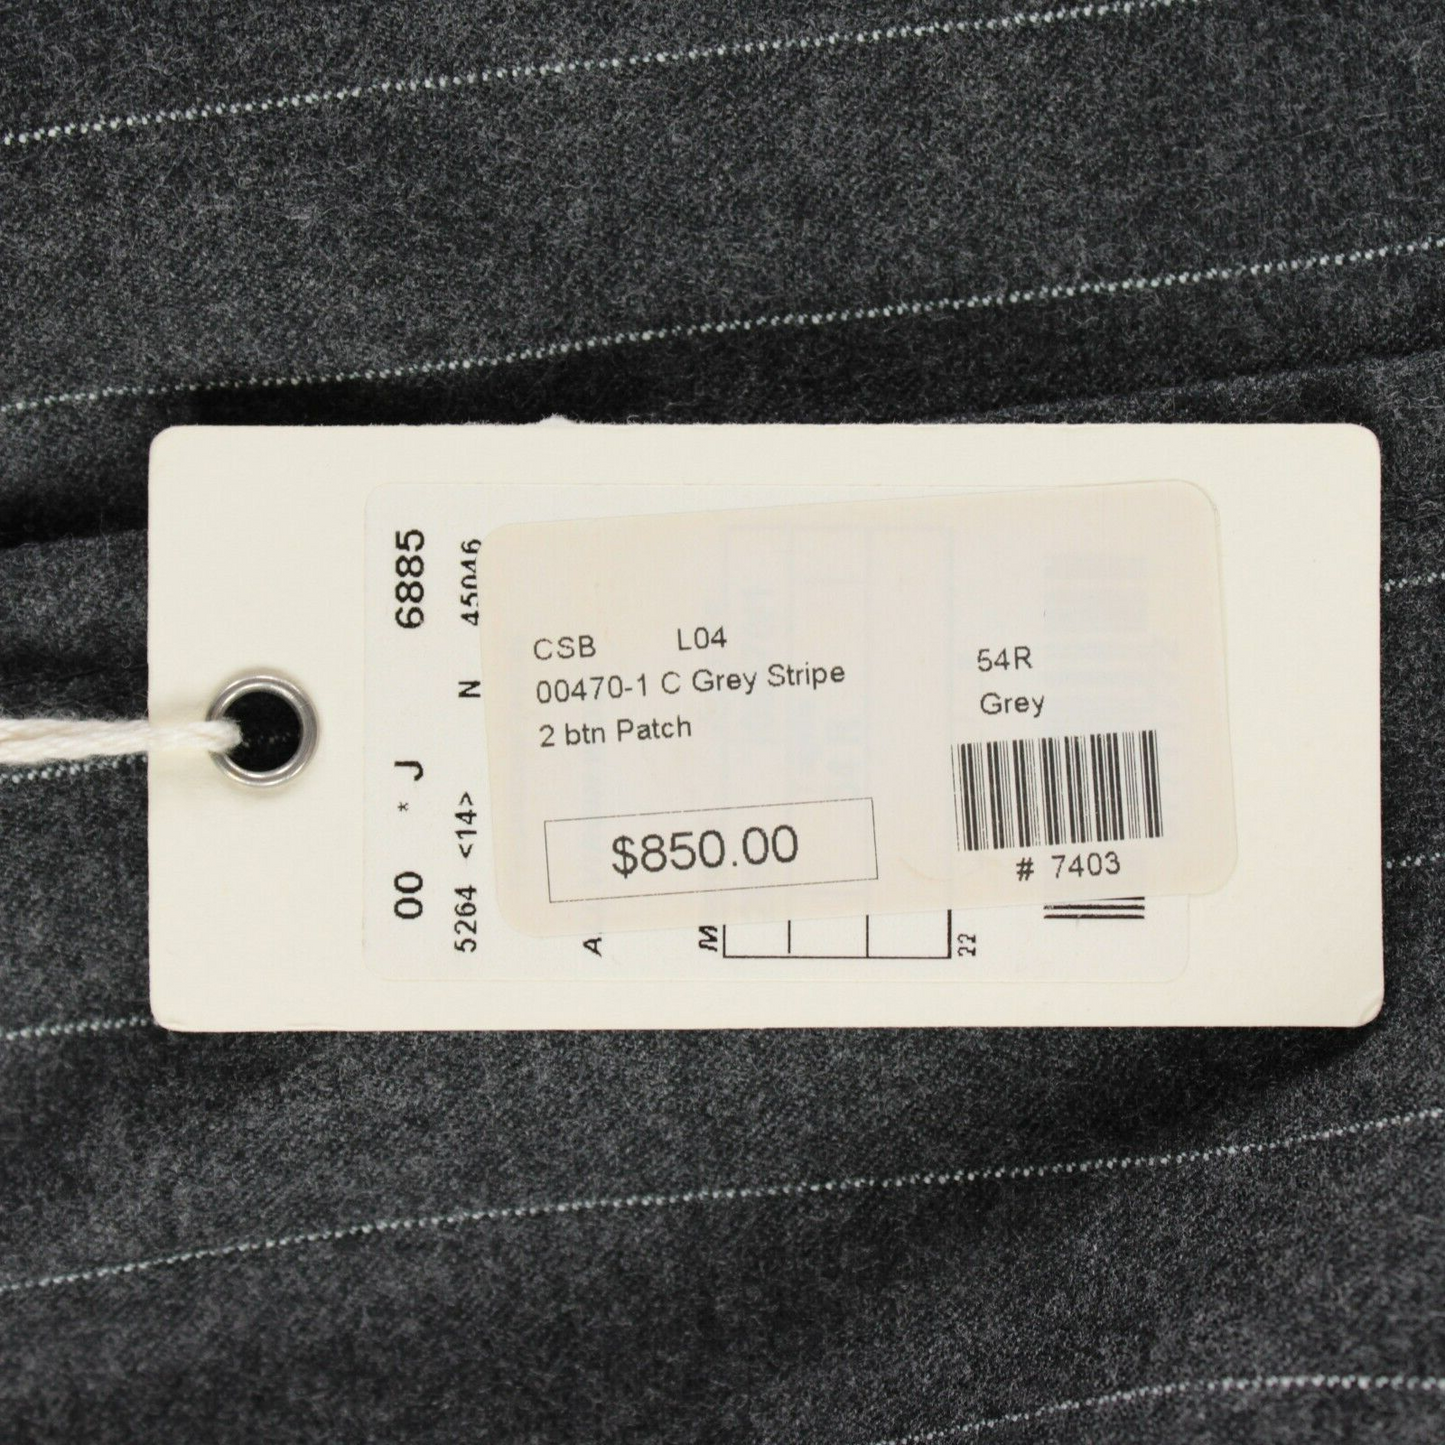 CSB L04
00470-1 C Grey Stripe
2 btn Patch
$850.00
54R
Grey
# 7403
00 * J 6885
5264 <14> N 45046
A
M
22